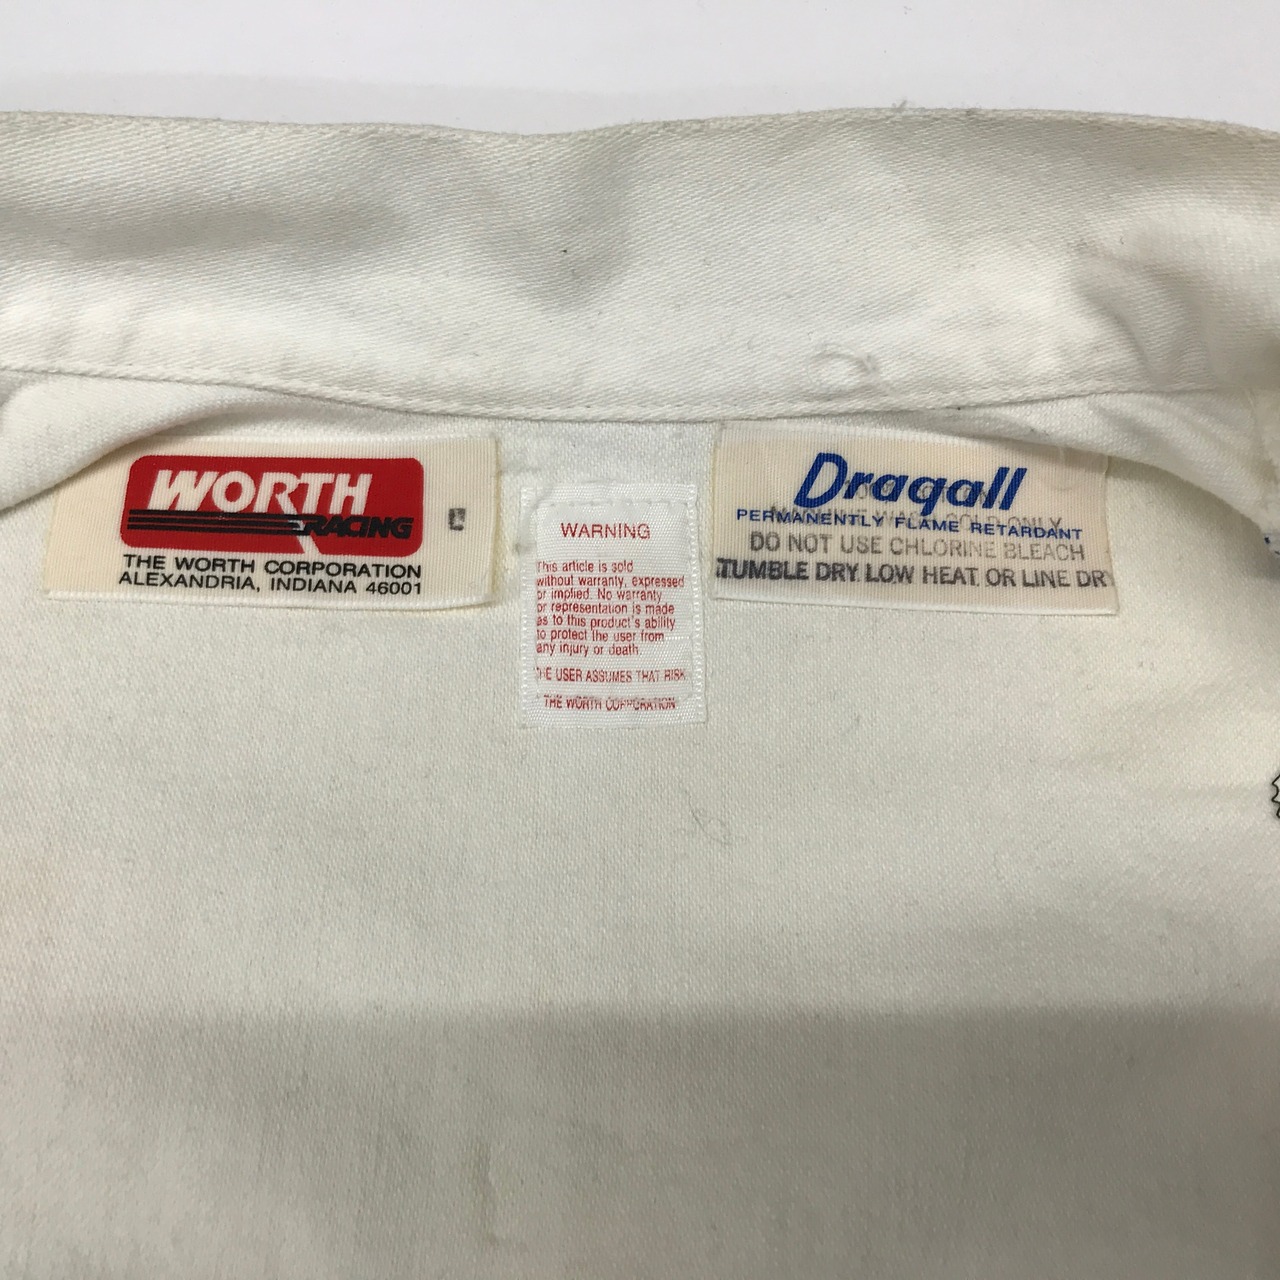 WORTH
RACING
L
THE WORTH CORPORATION
ALEXANDRIA, INDIANA 46001
WARNING
This article is sold
without warranty, expressed
or implied. No warranty
or representation is made
as to this product's ability
to protect the user from
any injury or death.
THE USER ASSUMES THAT RISK
THE WORTH CORPORATION
Dragall
PERMANENTLY FLAME RETARDANT
ONLY
DO NOT USE CHLORINE BLEACH
TUMBLE DRY LOW HEAT OR LINE DRY